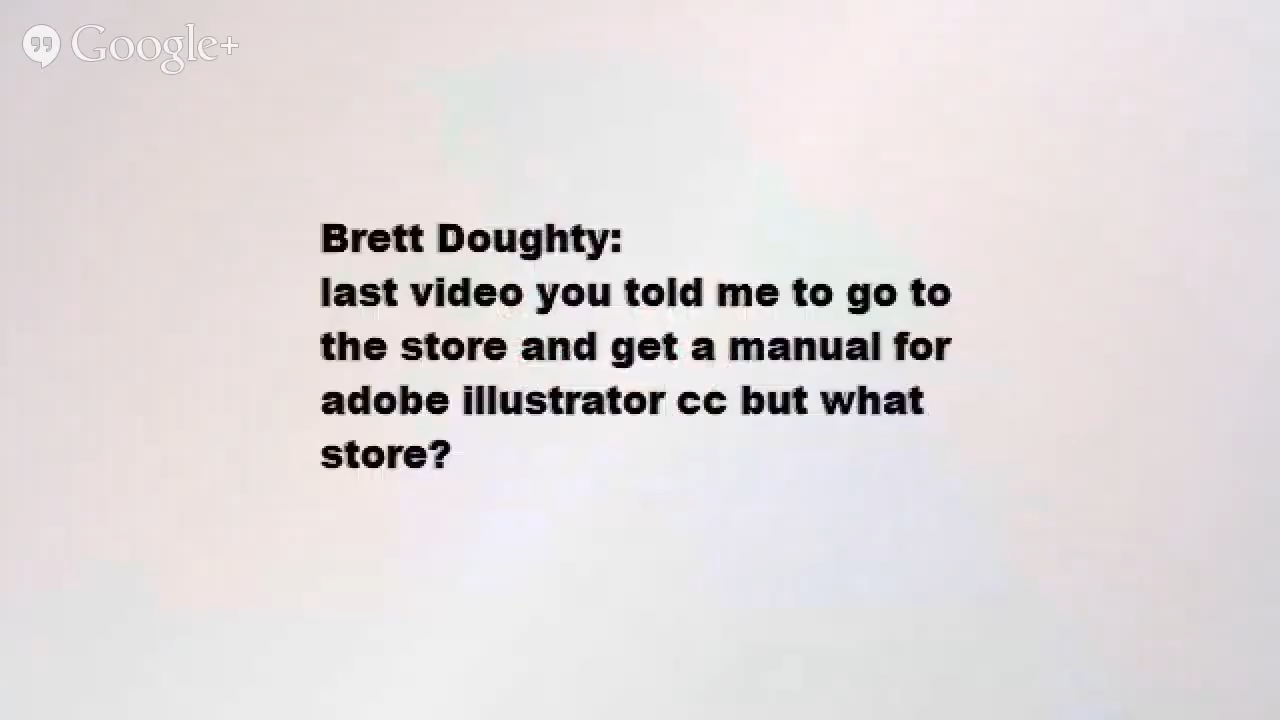 Google+
Brett Doughty:
last video you told me to go to
the store and get a manual for
adobe illustrator cc but what
store?